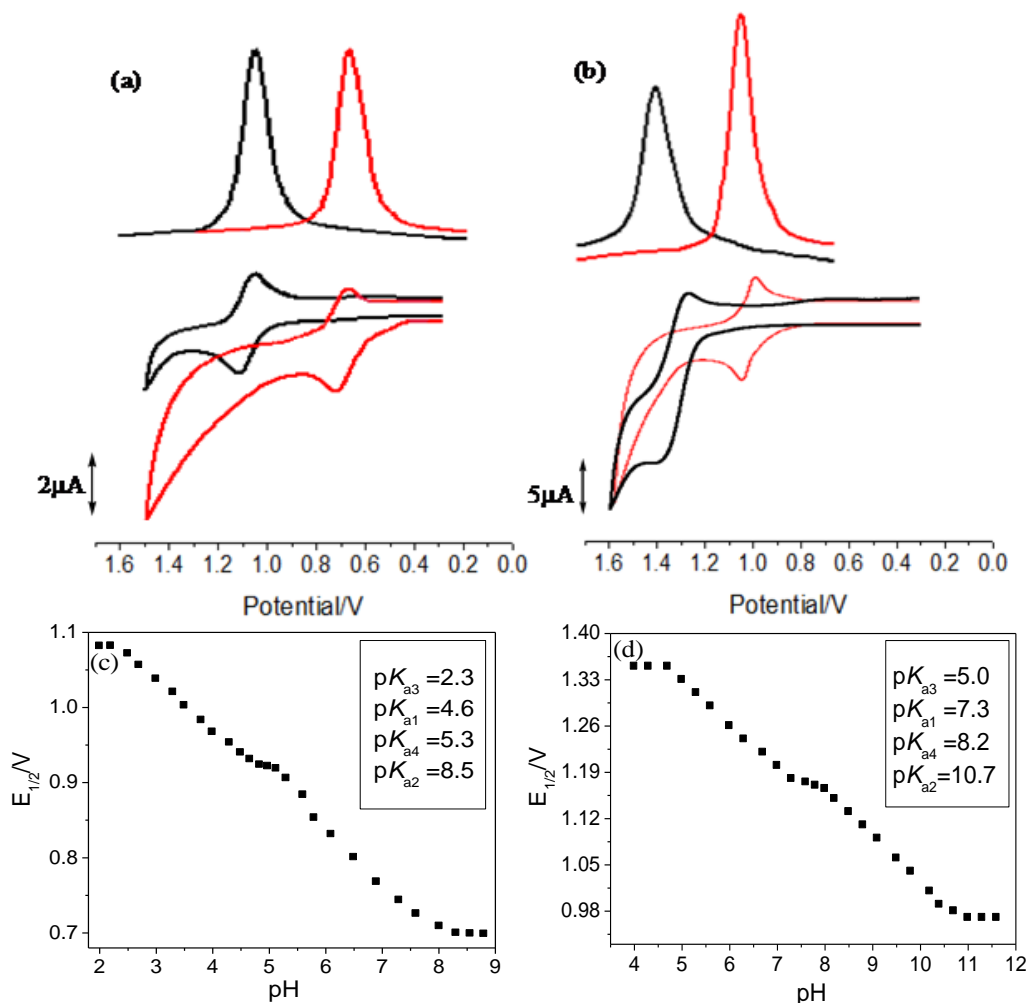 (a)
(b)
2μA
5μA
1.6 1.4 1.2 1.0 0.8 0.6 0.4 0.2 0.0
Potential/V
1.6 1.4 1.2 1.0 0.8 0.6 0.4 0.2 0.0
Potential/V
(c)
pKa3 =2.3
pKa1 =4.6
pKa4 =5.3
pKa2 =8.5
1.1
1.0
0.9
0.8
0.7
E1/2/V
2 3 4 5 6 7 8 9
pH
(d)
pKa3 =5.0
pKa1 =7.3
pKa4 =8.2
pKa2=10.7
1.40
1.33
1.26
1.19
1.12
1.05
0.98
E1/2/V
4 5 6 7 8 9 10 11 12
pH